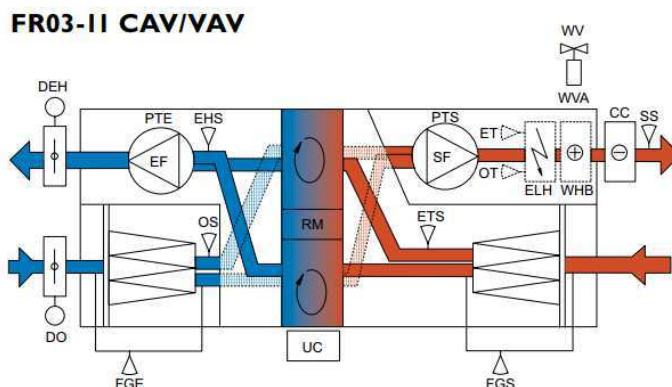 FR03-11 CAV/VAV
WV
WVA
DEH
PTE
EHS
PTS
CC
SS
EF
SF
ET
OT
ELH
WHB
OS
RM
ETS
DO
UC
FGE
FGS